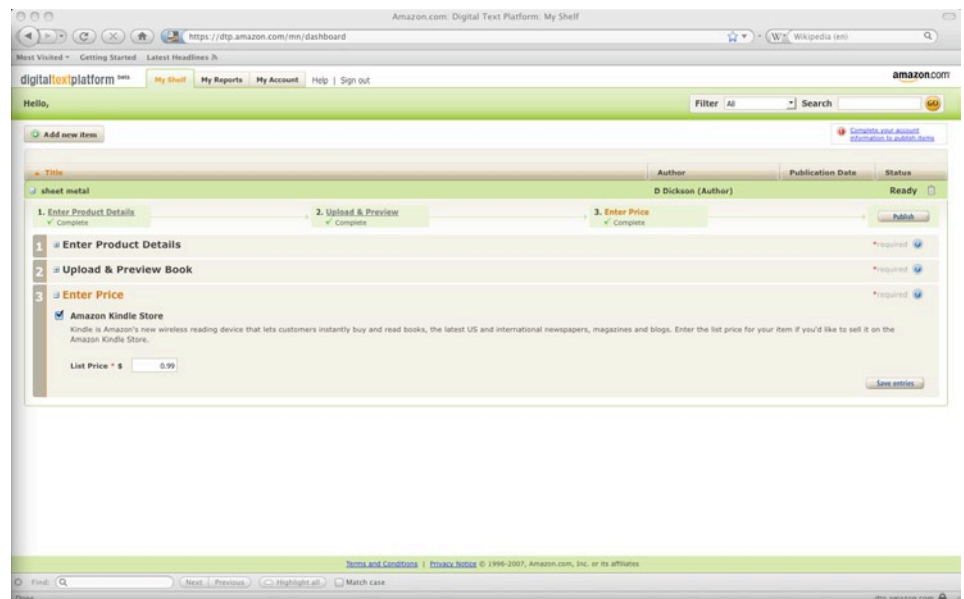 Amazon.com: Digital Text Platform: My Shelf
https://dtp.amazon.com/mn/dashboard
Wikipedia (en)
Most Visited Getting Started Latest Headlines
digitaltextplatform beta My Shelf My Reports My Account Help | Sign out amazon.com
Hello, Filter All Search GO
Add new item
Complete your account
information to publish items
Title Author Publication Date Status
sheet metal D Dickson (Author) Ready
1. Enter Product Details 2. Upload & Preview 3. Enter Price Publish
Complete Complete Complete
1 Enter Product Details *required
2 Upload & Preview Book *required
3 Enter Price *required
Amazon Kindle Store
Kindle is Amazon's new wireless reading device that lets customers instantly buy and read books, the latest US and international newspapers, magazines and blogs. Enter the list price for your item if you'd like to sell it on the
Amazon Kindle Store.
List Price * $ 0.99
Save entries
Terms and Conditions | Privacy Notice © 1996-2007, Amazon.com, Inc. or its affiliates
Find: Next Previous Highlight all Match case
Done dtp.amazon.com